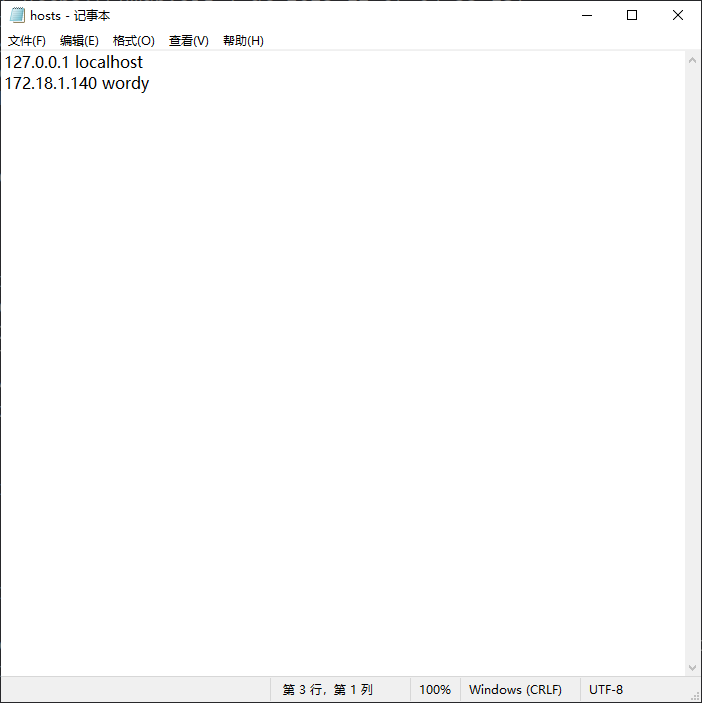 hosts - 记事本
文件(F) 编辑(E) 格式(O) 查看(V) 帮助(H)
127.0.0.1 localhost
172.18.1.140 wordy
第 3 行，第 1 列 100% Windows (CRLF) UTF-8